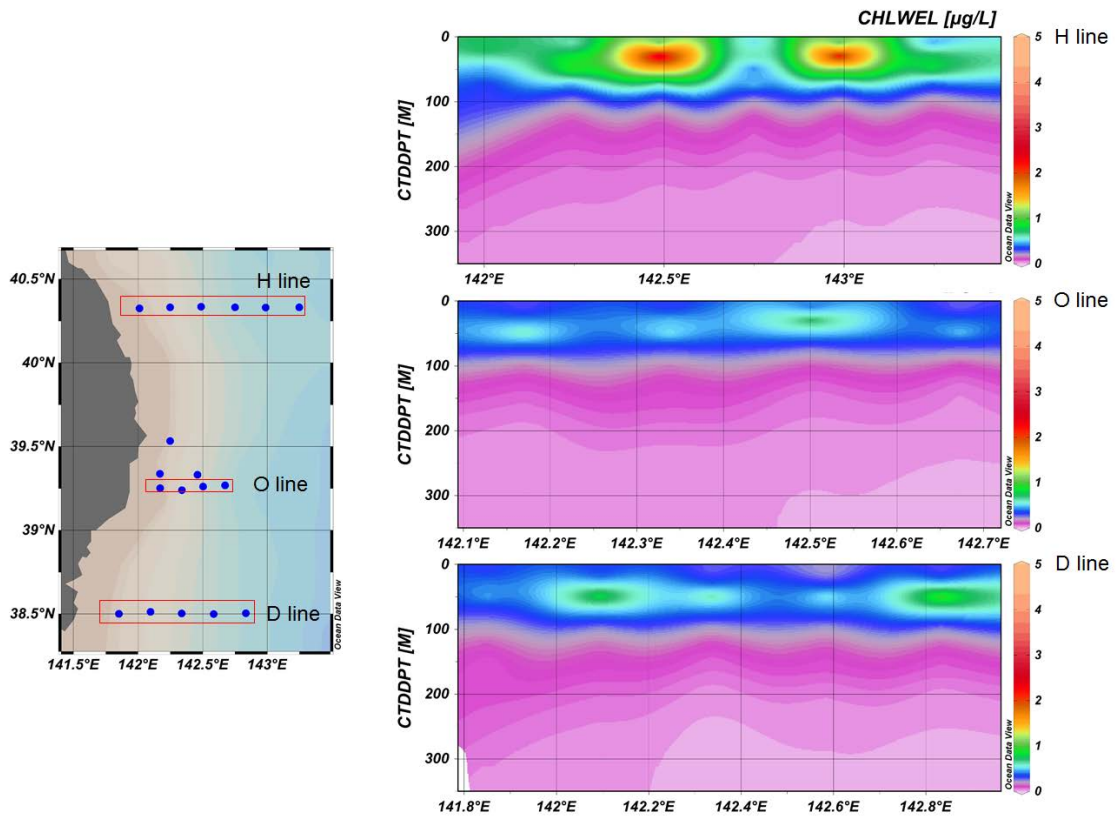 40.5°N
40°N
39.5°N
39°N
38.5°N
141.5°E 142°E 142.5°E 143°E
H line
O line
D line
Ocean Data View
CHLWEL [µg/L]
H line
CTDDPT [M]
0
100
200
300
142°E 142.5°E 143°E
5
4
3
2
1
0
Ocean Data View
O line
CTDDPT [M]
0
100
200
300
142.1°E 142.2°E 142.3°E 142.4°E 142.5°E 142.6°E 142.7°E
5
4
3
2
1
0
Ocean Data View
D line
CTDDPT [M]
0
100
200
300
141.8°E 142°E 142.2°E 142.4°E 142.6°E 142.8°E
5
4
3
2
1
0
Ocean Data View